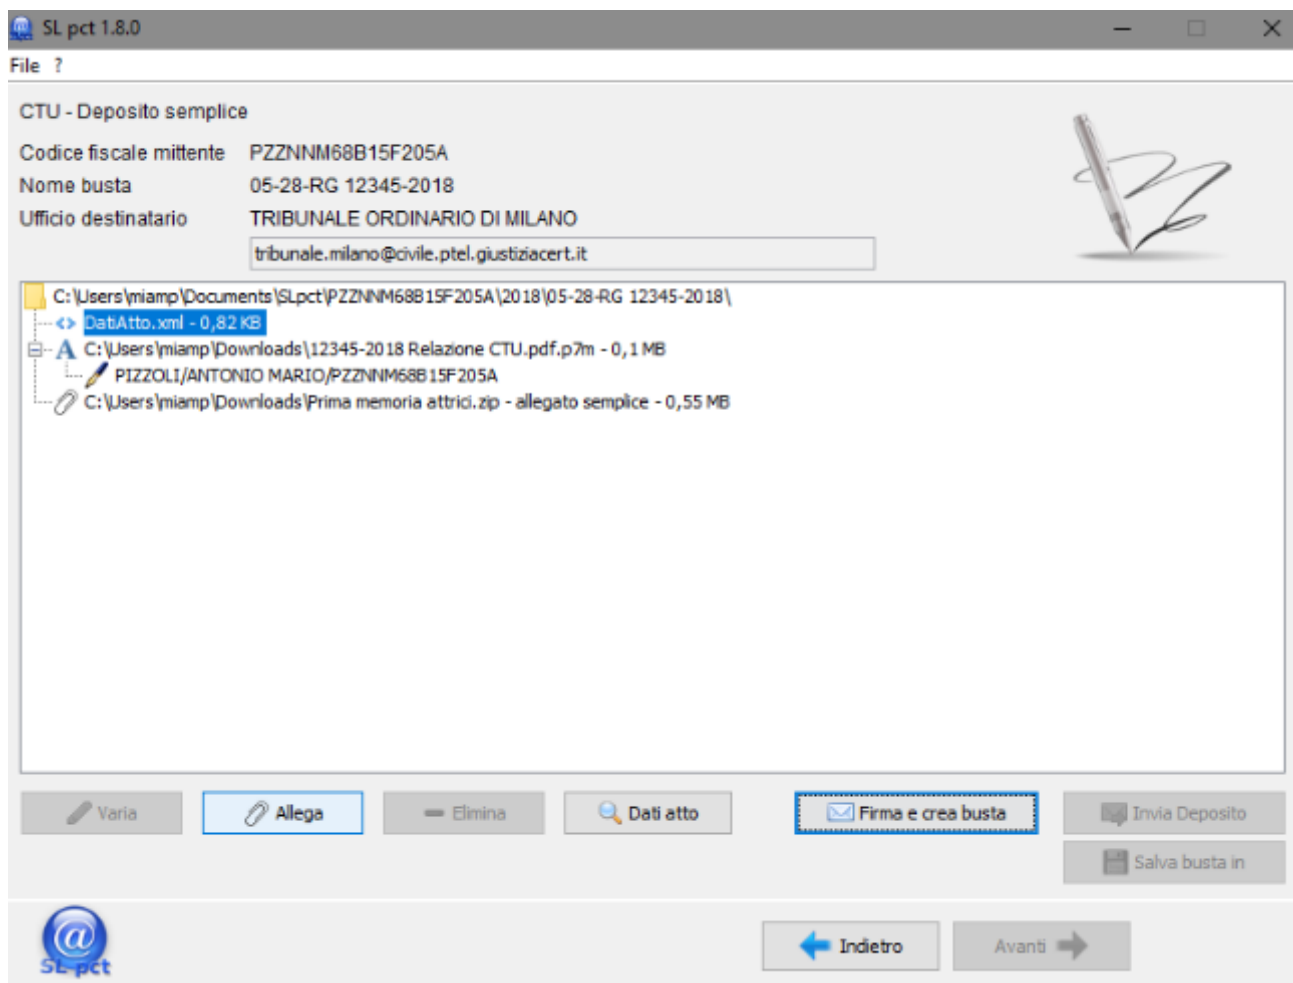 SL pct 1.8.0
File ?
CTU - Deposito semplice
Codice fiscale mittente PZZNNM68B15F205A
Nome busta 05-28-RG 12345-2018
Ufficio destinatario TRIBUNALE ORDINARIO DI MILANO
tribunale.milano@civile.ptel.giustiziacert.it
C:\Users\miamp\Documents\SLpct\PZZNNM68B15F205A\2018\05-28-RG 12345-2018\
DatiAtto.xml - 0,82 KB
A C:\Users\miamp\Downloads\12345-2018 Relazione CTU.pdf.p7m - 0,1 MB
PIZZOLI/ANTONIO MARIO/PZZNNM68B15F205A
C:\Users\miamp\Downloads\Prima memoria attrici.zip - allegato semplice - 0,55 MB
Varia Allega Elimina Dati atto Firma e crea busta Invia Deposito
Salva busta in
Indietro Avanti
@ SL pct